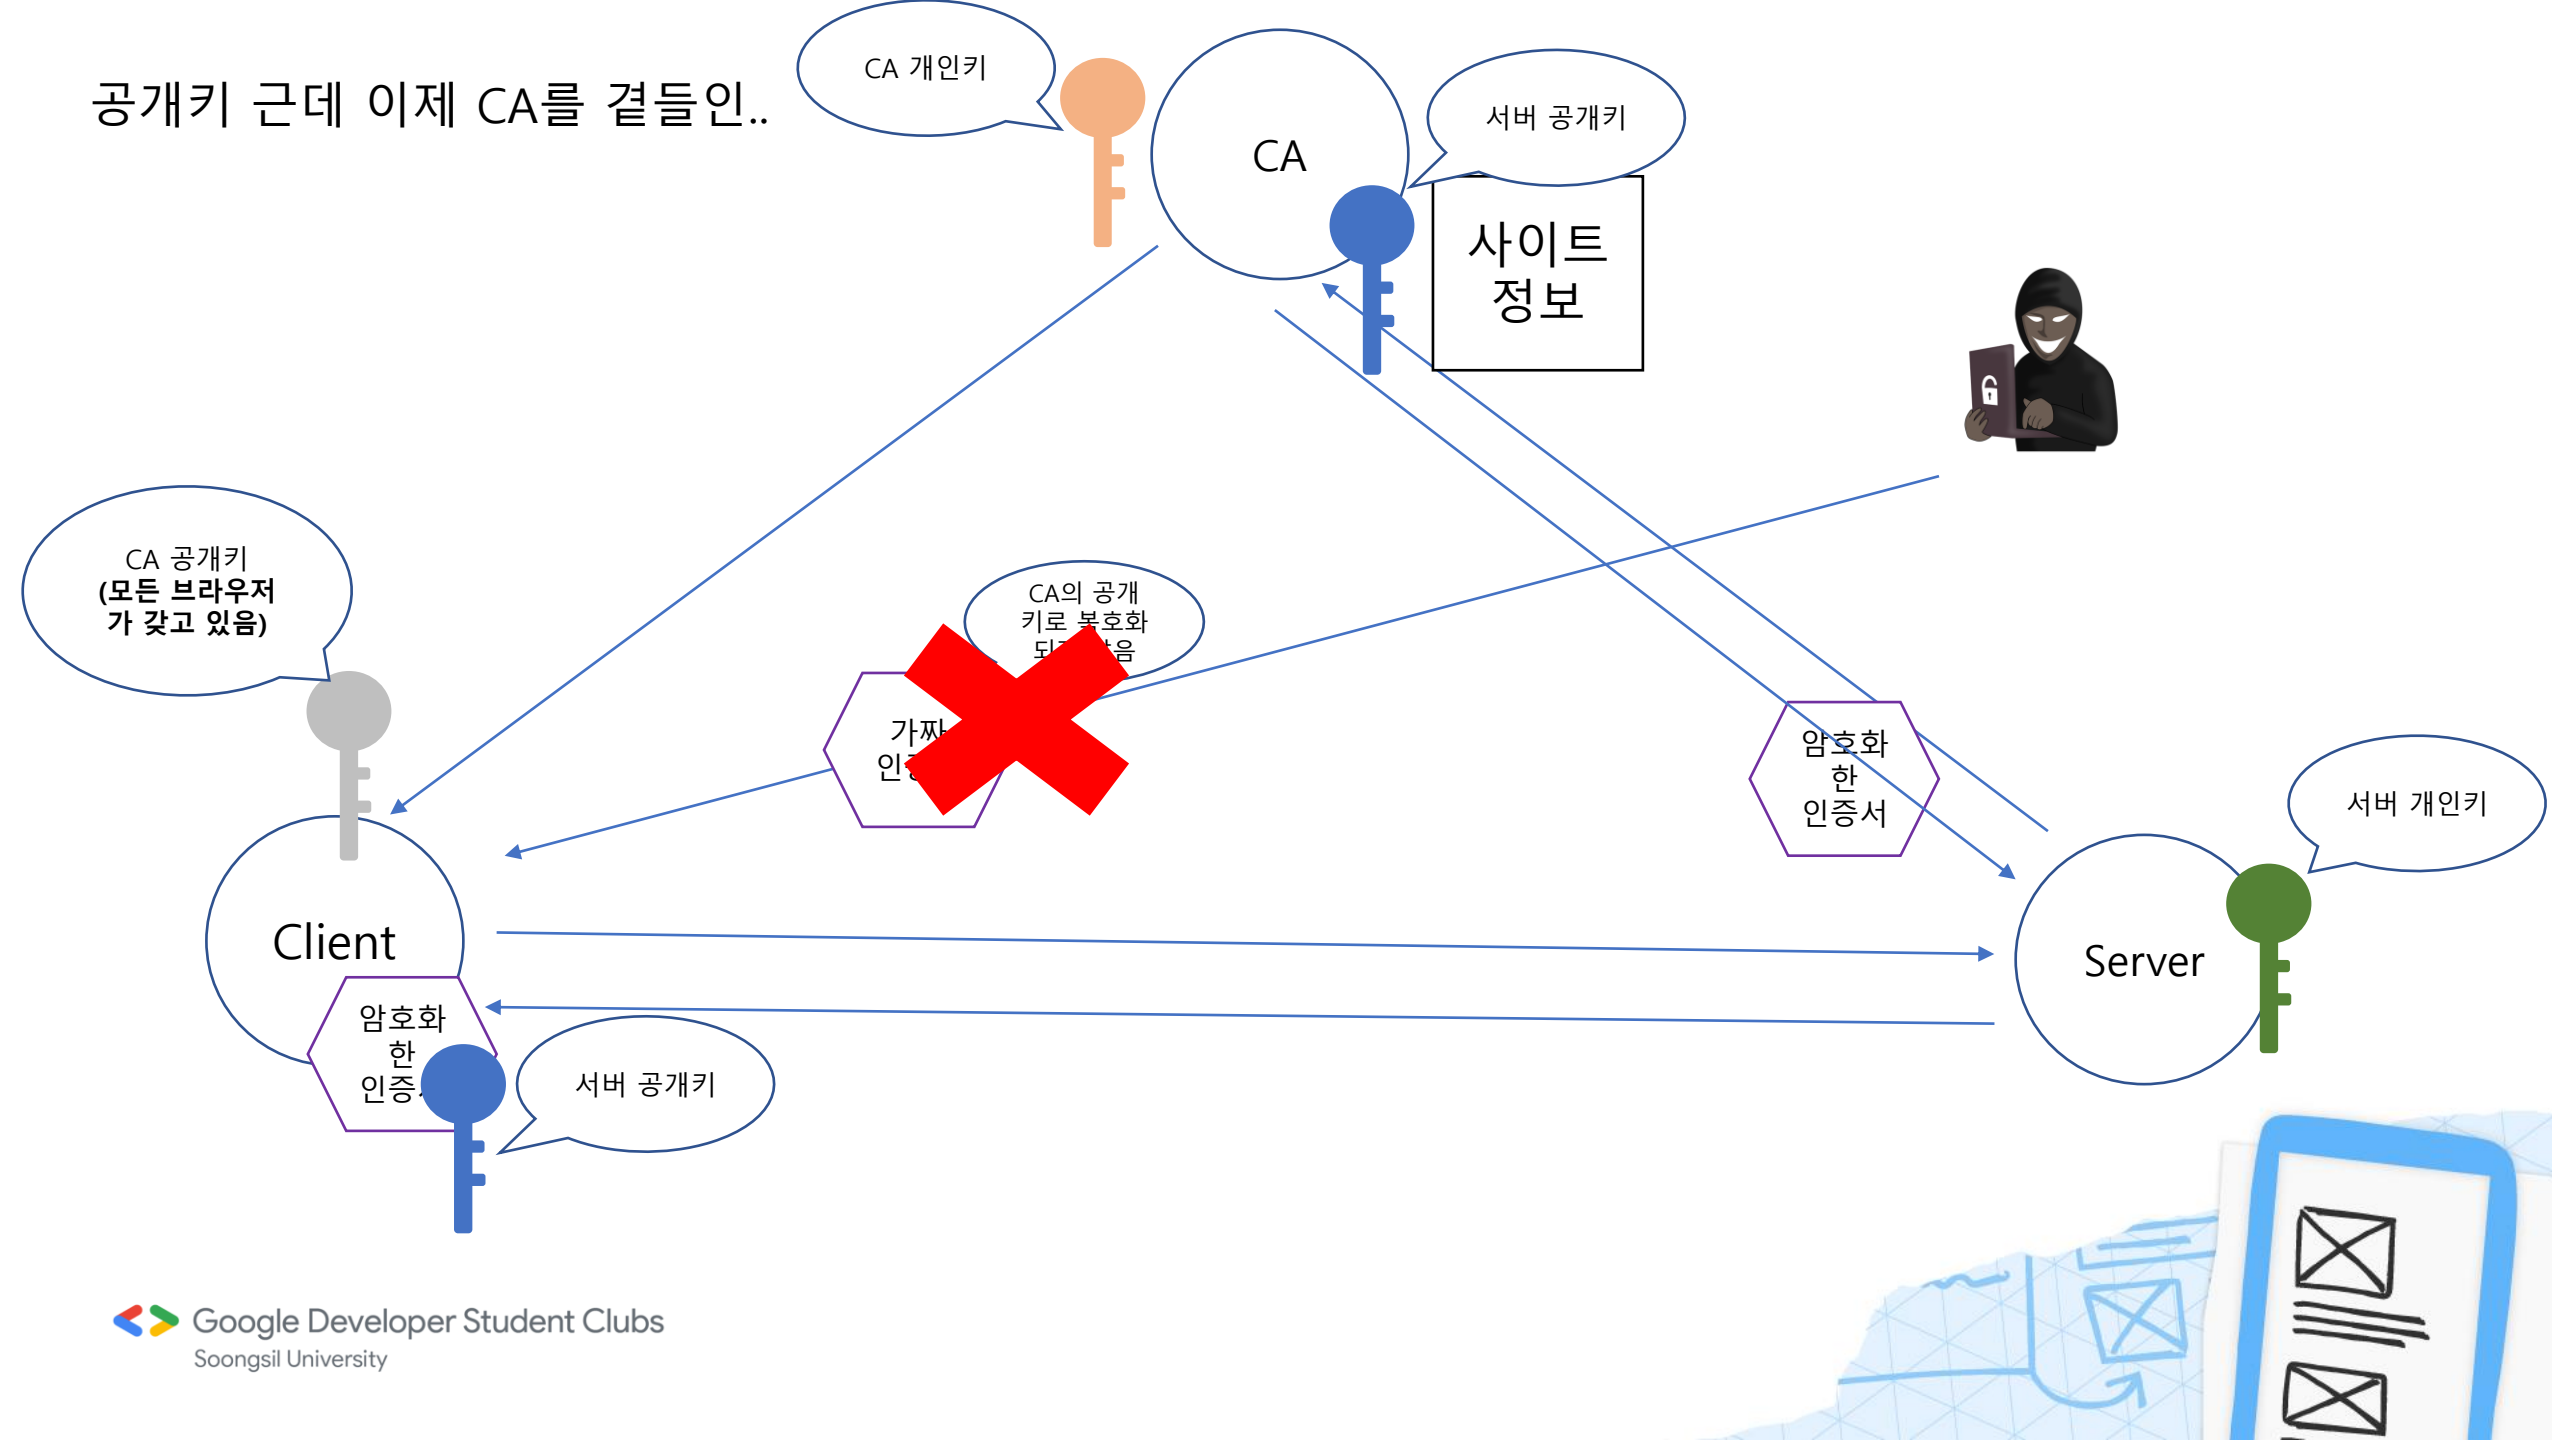 공개키 근데 이제 CA를 곁들인..
CA 개인키
CA
서버 공개키
사이트
정보
CA 공개키
(모든 브라우저
가 갖고 있음)
CA의 공개
키로 복호화
가짜
암호화
한
인증서
서버 개인키
Client
Server
암호화
한
서버 공개키
Google Developer Student Clubs
Soongsil University